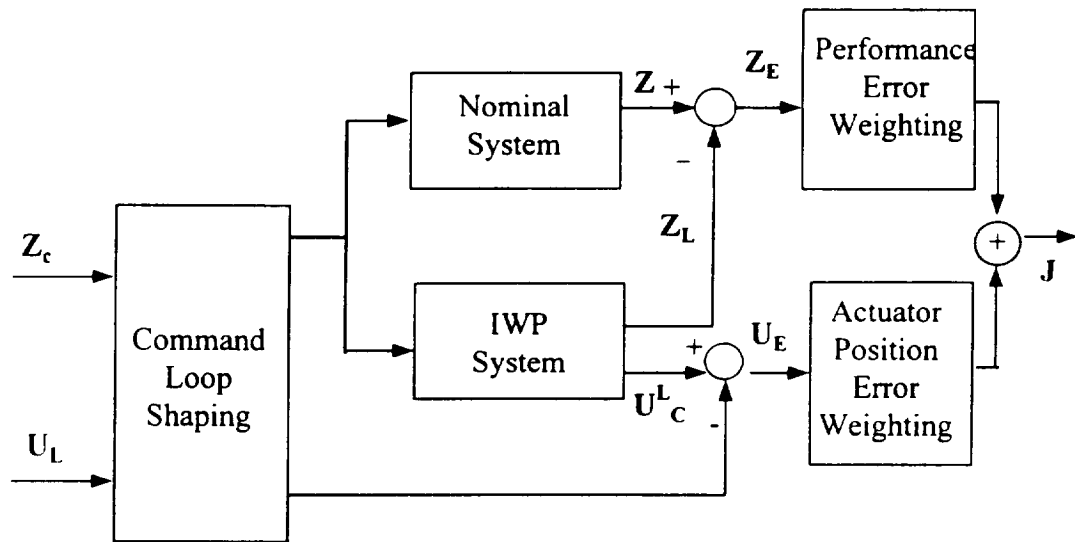 Z_c
U_L
Command
Loop
Shaping
Nominal
System
IWP
System
Z +
-
Z_L
Z_E
+
U^L_C
-
U_E
Performance
Error
Weighting
Actuator
Position
Error
Weighting
+
J